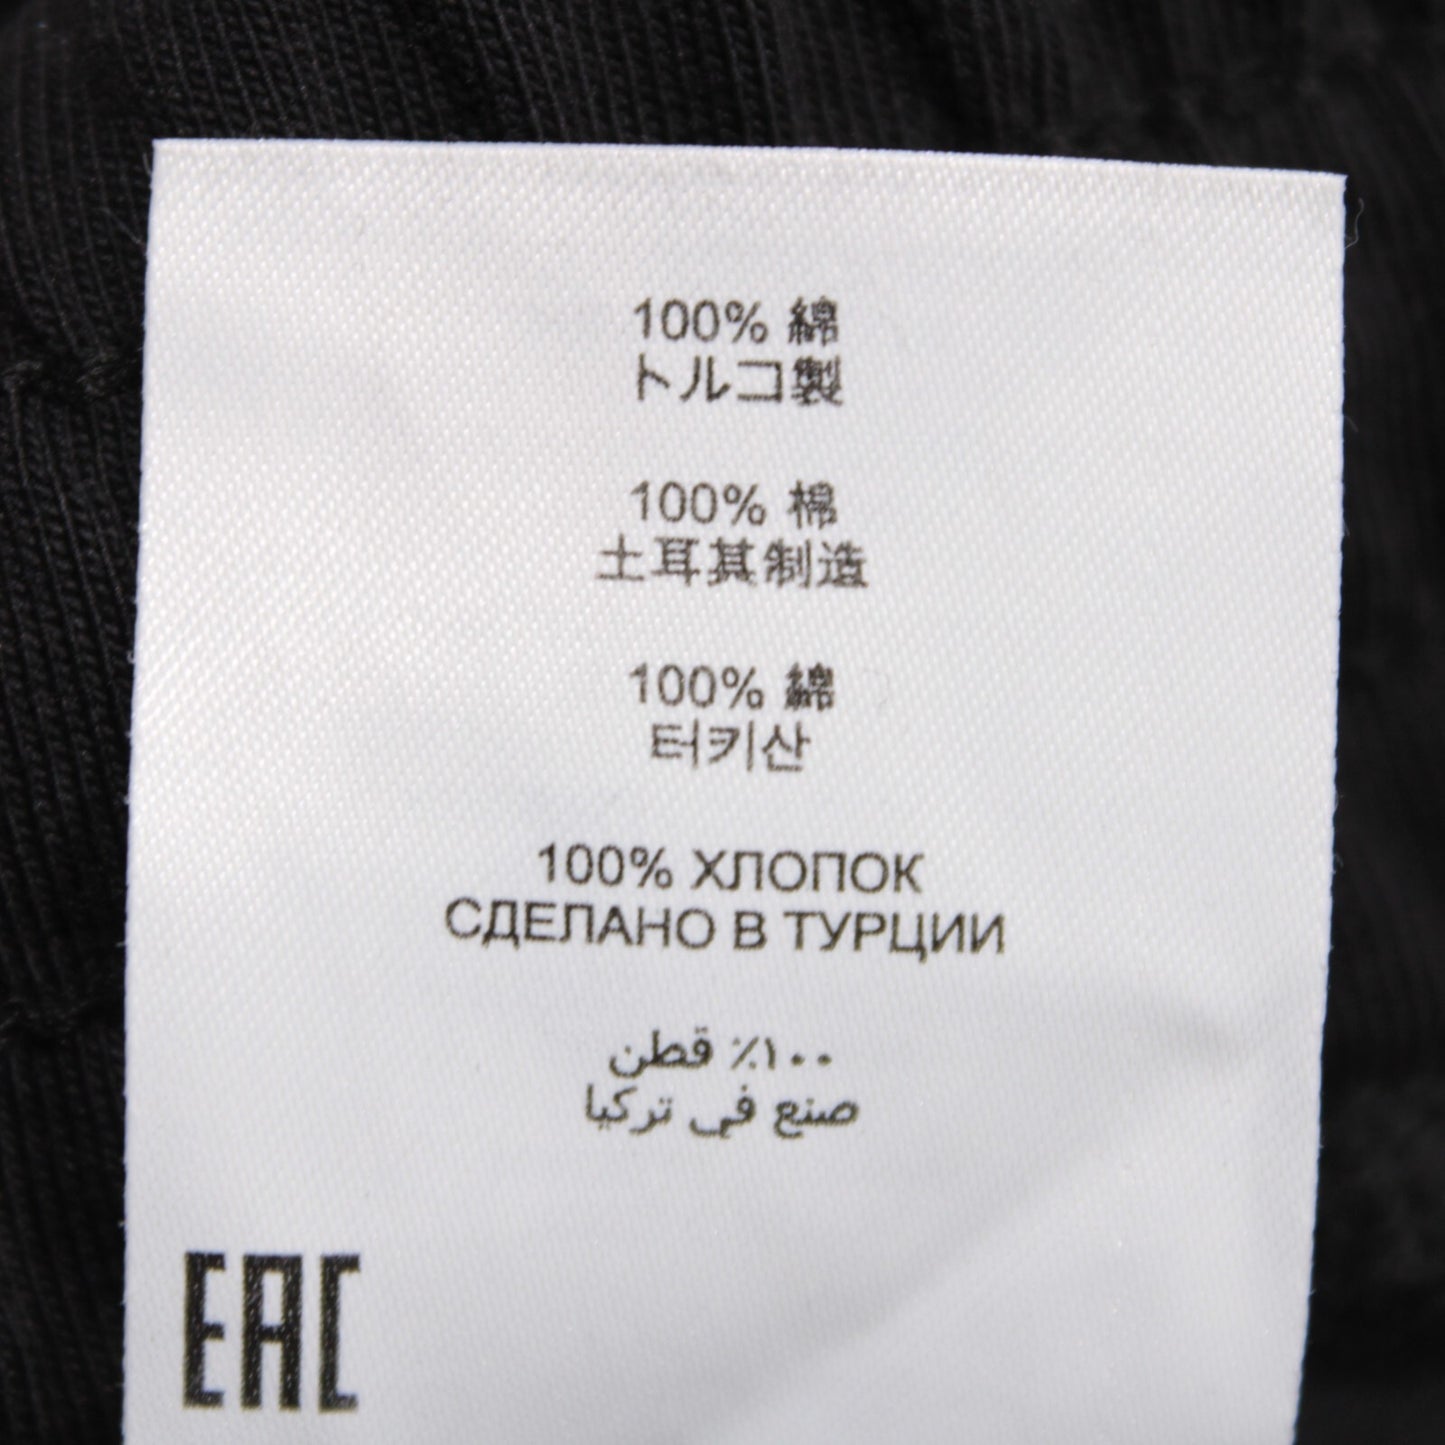 100% 綿
トルコ製
100% 棉
土耳其制造
100% 綿
터키산
100% ХЛОПОК
СДЕЛАНО В ТУРЦИИ
١٠٠٪ قطن
صنع في تركيا
EAC